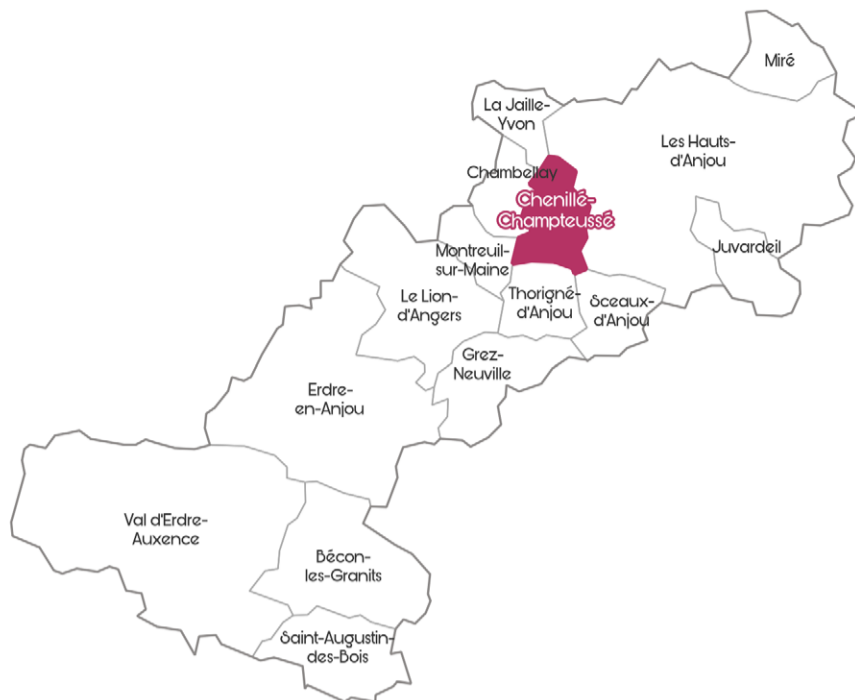 Miré
La Jaille-
Yvon
Les Hauts-
d'Anjou
Chambellay
Chenillé-
Champteussé
Juvardeil
Montreuil-
sur-Maine
Le Lion-
d'Angers
Thorigné-
d'Anjou
Sceaux-
d'Anjou
Grez-
Neuville
Erdre-
en-Anjou
Val d'Erdre-
Auxence
Bécon-
les-Granits
Saint-Augustin-
des-Bois